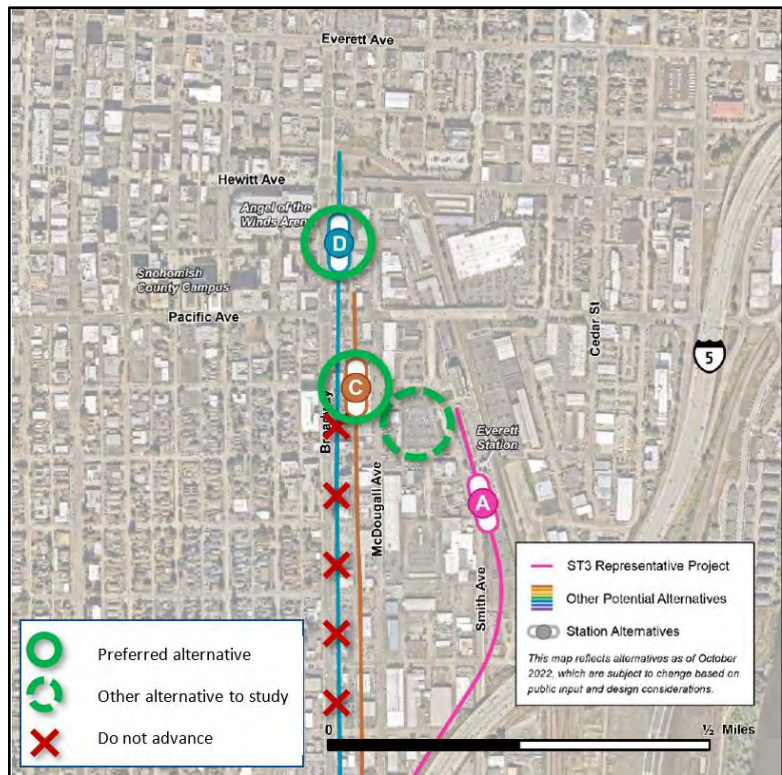 Everett Ave
Hewitt Ave
Angel of the
Winds Arena
D
Snohomish
County Campus
Pacific Ave
Cedar St
5
C
Broadway
McDougall Ave
Everett
Station
A
Smith Ave
ST3 Representative Project
Other Potential Alternatives
Station Alternatives
This map reflects alternatives as of October
2022, which are subject to change based on
public input and design considerations.
Preferred alternative
Other alternative to study
Do not advance
0
½ Miles